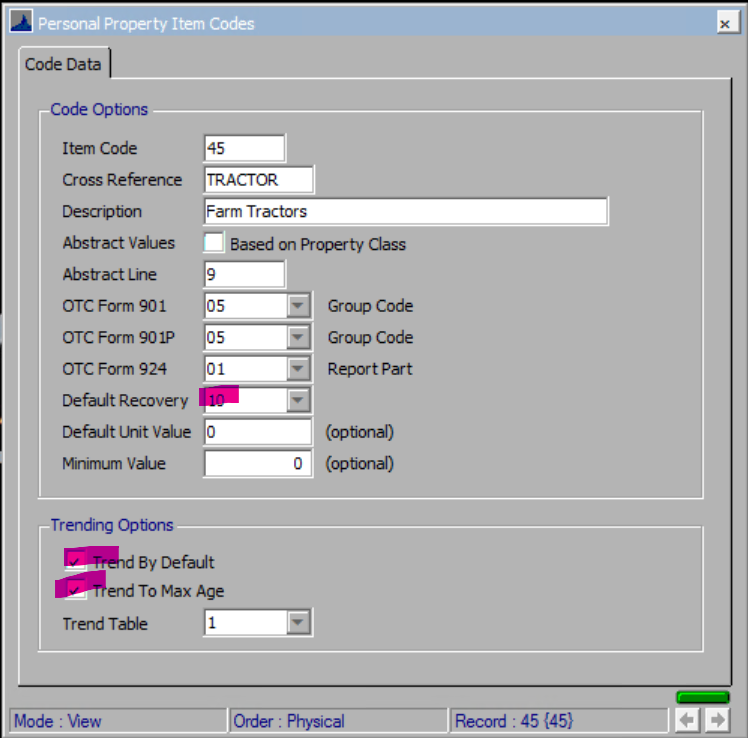 Personal Property Item Codes
Code Data
Code Options
Item Code 45
Cross Reference TRACTOR
Description Farm Tractors
Abstract Values Based on Property Class
Abstract Line 9
OTC Form 901 05 Group Code
OTC Form 901P 05 Group Code
OTC Form 924 01 Report Part
Default Recovery 10
Default Unit Value 0 (optional)
Minimum Value 0 (optional)
Trending Options
Trend By Default
Trend To Max Age
Trend Table 1
Mode : View Order : Physical Record : 45 {45}